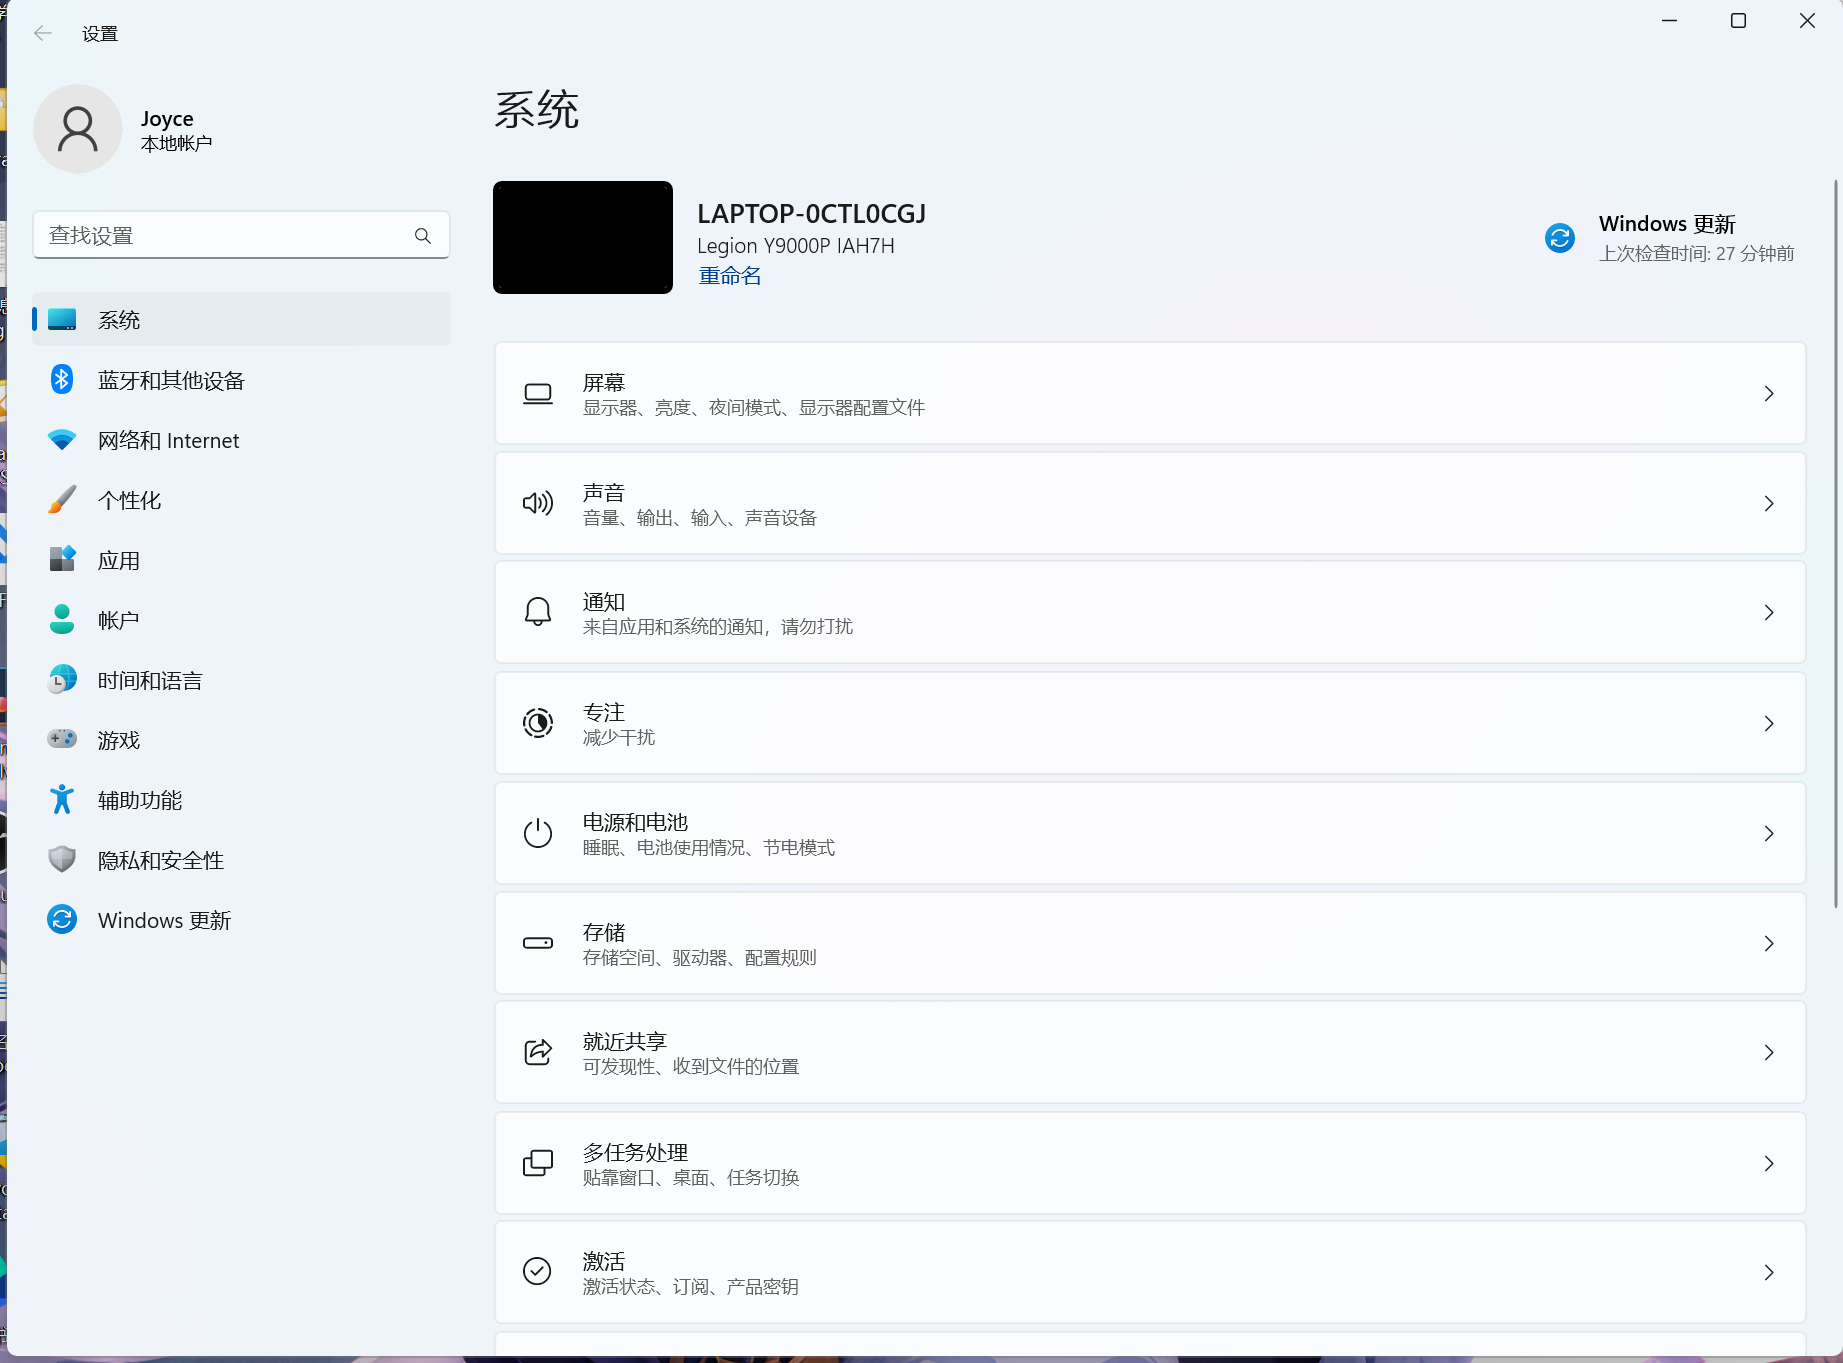 设置
Joyce
本地帐户
查找设置
系统
蓝牙和其他设备
网络和 Internet
个性化
应用
帐户
时间和语言
游戏
辅助功能
隐私和安全性
Windows 更新
系统
LAPTOP-0CTL0CGJ
Legion Y9000P IAH7H
重命名
Windows 更新
上次检查时间: 27 分钟前
屏幕
显示器、亮度、夜间模式、显示器配置文件
声音
音量、输出、输入、声音设备
通知
来自应用和系统的通知，请勿打扰
专注
减少干扰
电源和电池
睡眠、电池使用情况、节电模式
存储
存储空间、驱动器、配置规则
就近共享
可发现性、收到文件的位置
多任务处理
贴靠窗口、桌面、任务切换
激活
激活状态、订阅、产品密钥